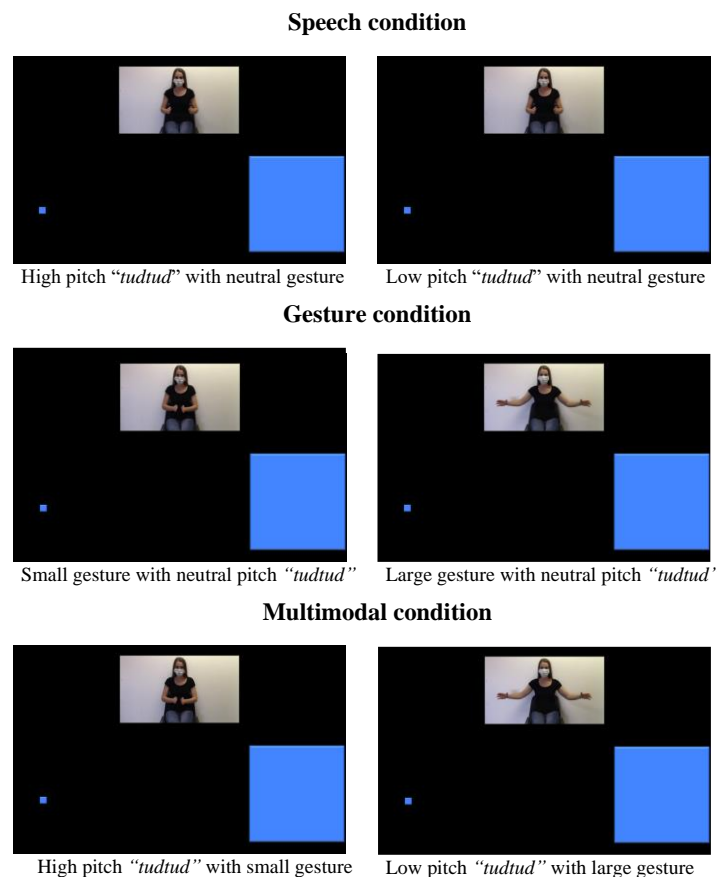 Speech condition
High pitch “tudtud” with neutral gesture
Low pitch “tudtud” with neutral gesture
Gesture condition
Small gesture with neutral pitch “tudtud”
Large gesture with neutral pitch “tudtud’
Multimodal condition
High pitch “tudtud” with small gesture
Low pitch “tudtud” with large gesture